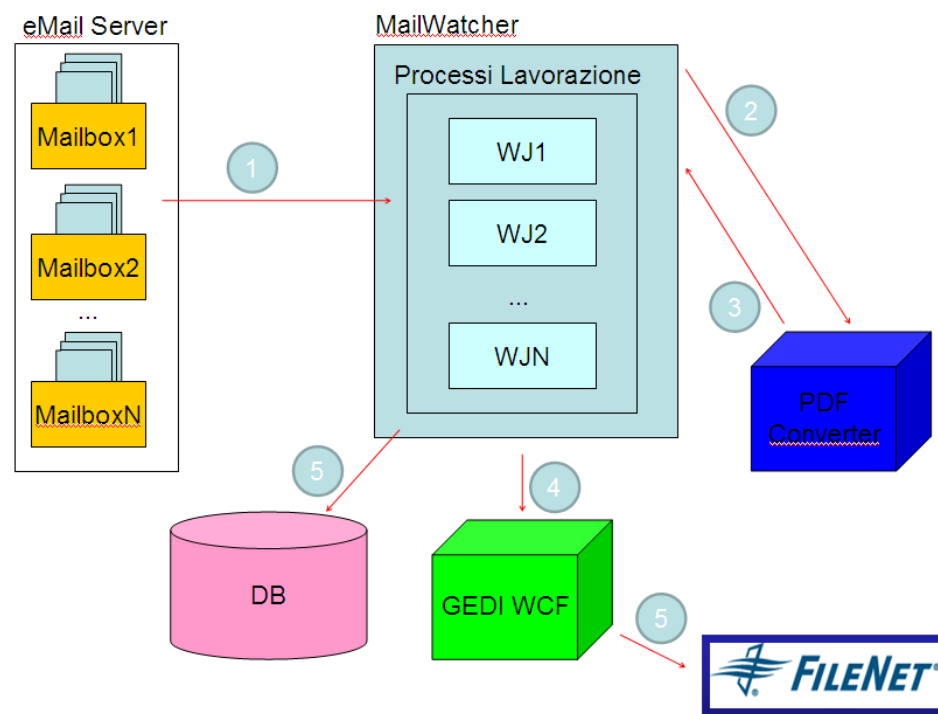 eMail Server
Mailbox1
Mailbox2
...
MailboxN
1
MailWatcher
Processi Lavorazione
WJ1
WJ2
...
WJN
2
3
PDF
Converter
5
4
DB
GEDI WCF
5
FILENET®